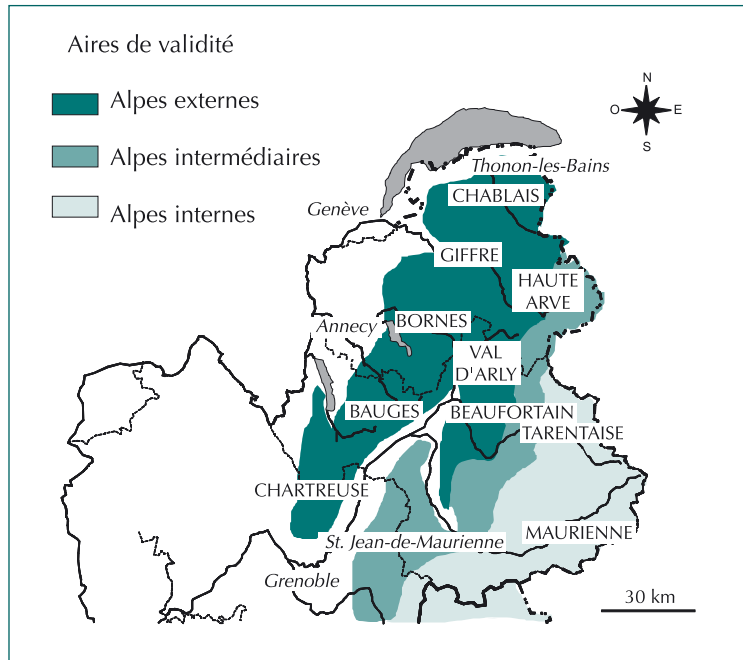 Aires de validité
Alpes externes
Alpes intermédiaires
Alpes internes
N
O
E
S
Thonon-les-Bains
CHABLAIS
Genève
GIFFRE
HAUTE
ARVE
Annecy
BORNES
VAL
D'ARLY
BAUGES
BEAUFORTAIN
TARENTAISE
CHARTREUSE
St. Jean-de-Maurienne
MAURIENNE
Grenoble
30 km